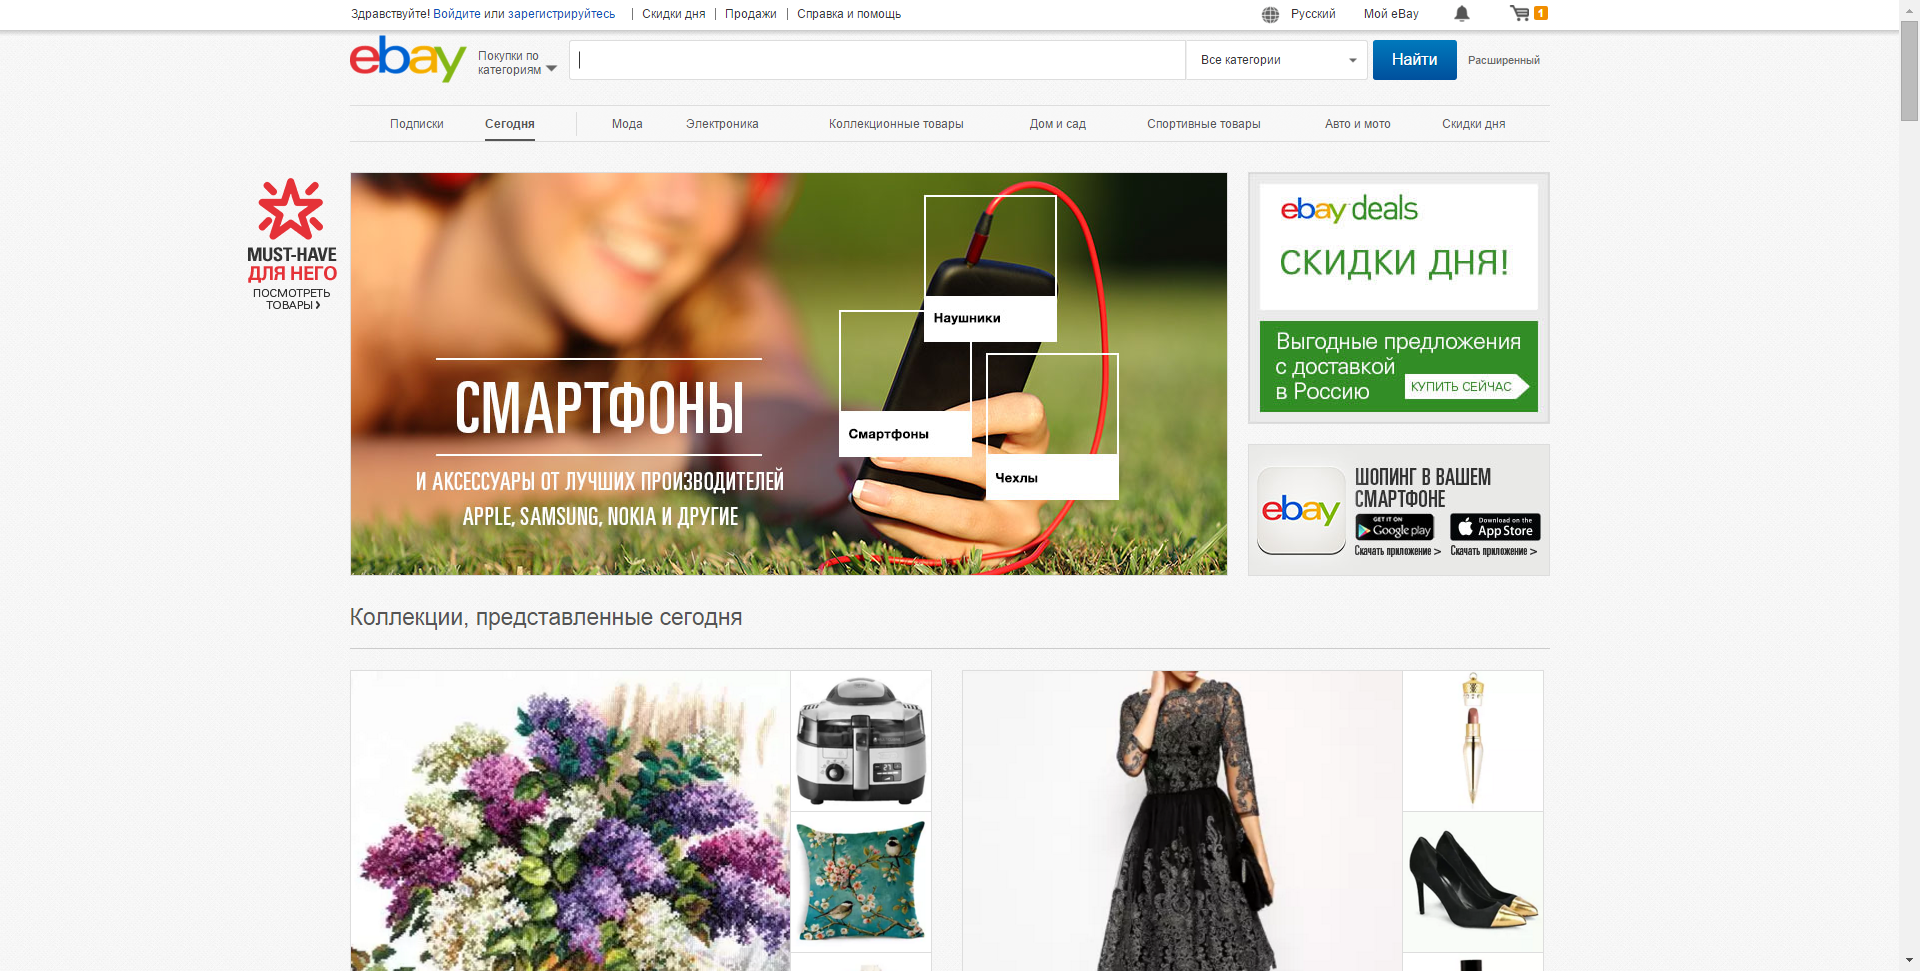 Здравствуйте! Войдите или зарегистрируйтесь | Скидки дня | Продажи | Справка и помощь
Русский
Мой eBay
1
ebay
Покупки по
категориям
Все категории
Найти
Расширенный
Подписки
Сегодня
Мода
Электроника
Коллекционные товары
Дом и сад
Спортивные товары
Авто и мото
Скидки дня
MUST-HAVE
ДЛЯ НЕГО
ПОСМОТРЕТЬ
ТОВАРЫ ›
СМАРТФОНЫ
И АКСЕССУАРЫ ОТ ЛУЧШИХ ПРОИЗВОДИТЕЛЕЙ
APPLE, SAMSUNG, NOKIA И ДРУГИЕ
Наушники
Смартфоны
Чехлы
ebay deals
СКИДКИ ДНЯ!
Выгодные предложения
с доставкой
в Россию
КУПИТЬ СЕЙЧАС
ebay
ШОПИНГ В ВАШЕМ
СМАРТФОНЕ
GET IT ON
Google play
Download on the
App Store
Скачать приложение >
Скачать приложение >
Коллекции, представленные сегодня
27